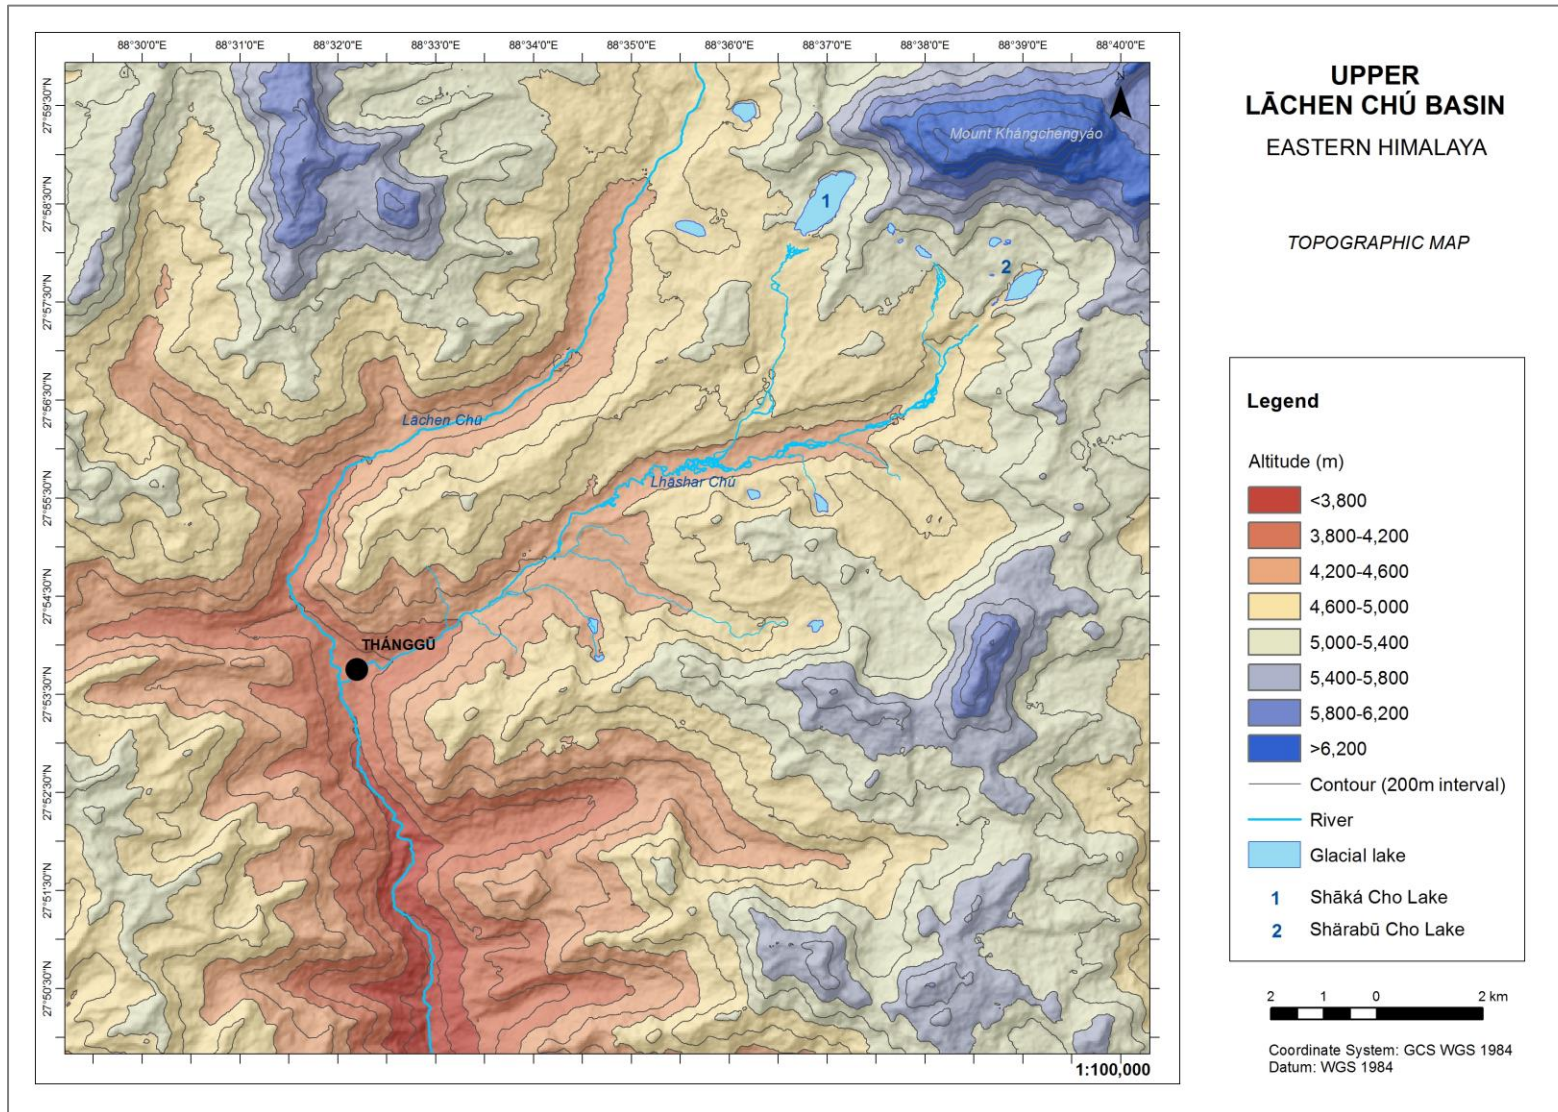 88°30'0"E 88°31'0"E 88°32'0"E 88°33'0"E 88°34'0"E 88°35'0"E 88°36'0"E 88°37'0"E 88°38'0"E 88°39'0"E 88°40'0"E
27°59'30"N
27°58'30"N
27°57'30"N
27°56'30"N
27°55'30"N
27°54'30"N
27°53'30"N
27°52'30"N
27°51'30"N
27°50'30"N
N
Mount Khángchengyáo
1
2
Lāchen Chū
Lhāshar Chú
THÁNGGŪ
1:100,000
UPPER
LĀCHEN CHÚ BASIN
EASTERN HIMALAYA
TOPOGRAPHIC MAP
Legend
Altitude (m)
<3,800
3,800-4,200
4,200-4,600
4,600-5,000
5,000-5,400
5,400-5,800
5,800-6,200
>6,200
Contour (200m interval)
River
Glacial lake
1 Shāká Cho Lake
2 Shärabū Cho Lake
2 1 0 2 km
Coordinate System: GCS WGS 1984
Datum: WGS 1984